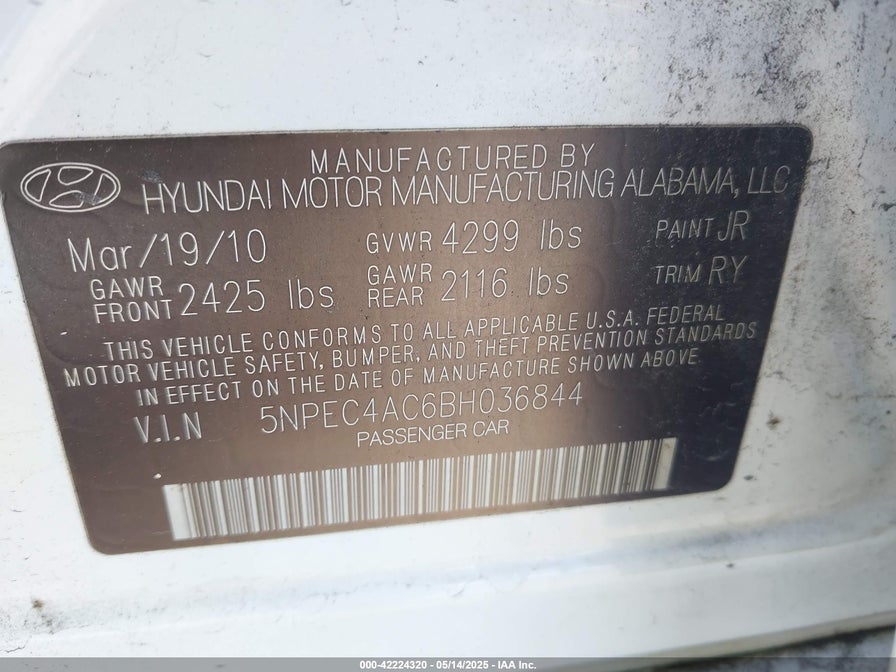 MANUFACTURED BY
HYUNDAI MOTOR MANUFACTURING ALABAMA, LLC
Mar/19/10 GVWR 4299 lbs PAINT JR
GAWR FRONT 2425 lbs GAWR REAR 2116 lbs TRIM RY
THIS VEHICLE CONFORMS TO ALL APPLICABLE U.S.A. FEDERAL
MOTOR VEHICLE SAFETY, BUMPER, AND THEFT PREVENTION STANDARDS
IN EFFECT ON THE DATE OF MANUFACTURE SHOWN ABOVE
V.I.N 5NPEC4AC6BH036844
PASSENGER CAR
000-42224320 / 05/14/2025 - IAA Inc.